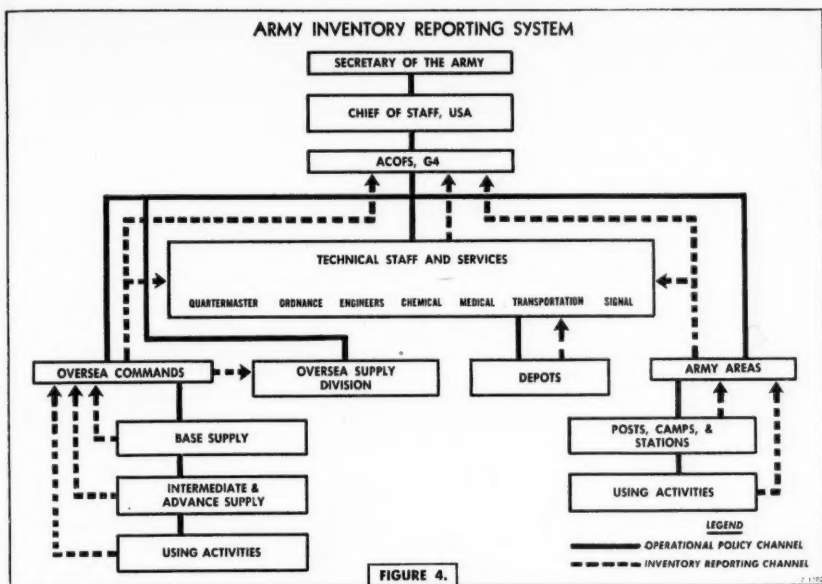 ARMY INVENTORY REPORTING SYSTEM
SECRETARY OF THE ARMY
CHIEF OF STAFF, USA
ACOFS, G4
TECHNICAL STAFF AND SERVICES
QUARTERMASTER ORDNANCE ENGINEERS CHEMICAL MEDICAL TRANSPORTATION SIGNAL
OVERSEA COMMANDS
OVERSEA SUPPLY
DIVISION
DEPOTS
ARMY AREAS
BASE SUPPLY
POSTS, CAMPS, &
STATIONS
INTERMEDIATE &
ADVANCE SUPPLY
USING ACTIVITIES
USING ACTIVITIES
LEGEND
OPERATIONAL POLICY CHANNEL
INVENTORY REPORTING CHANNEL
FIGURE 4.